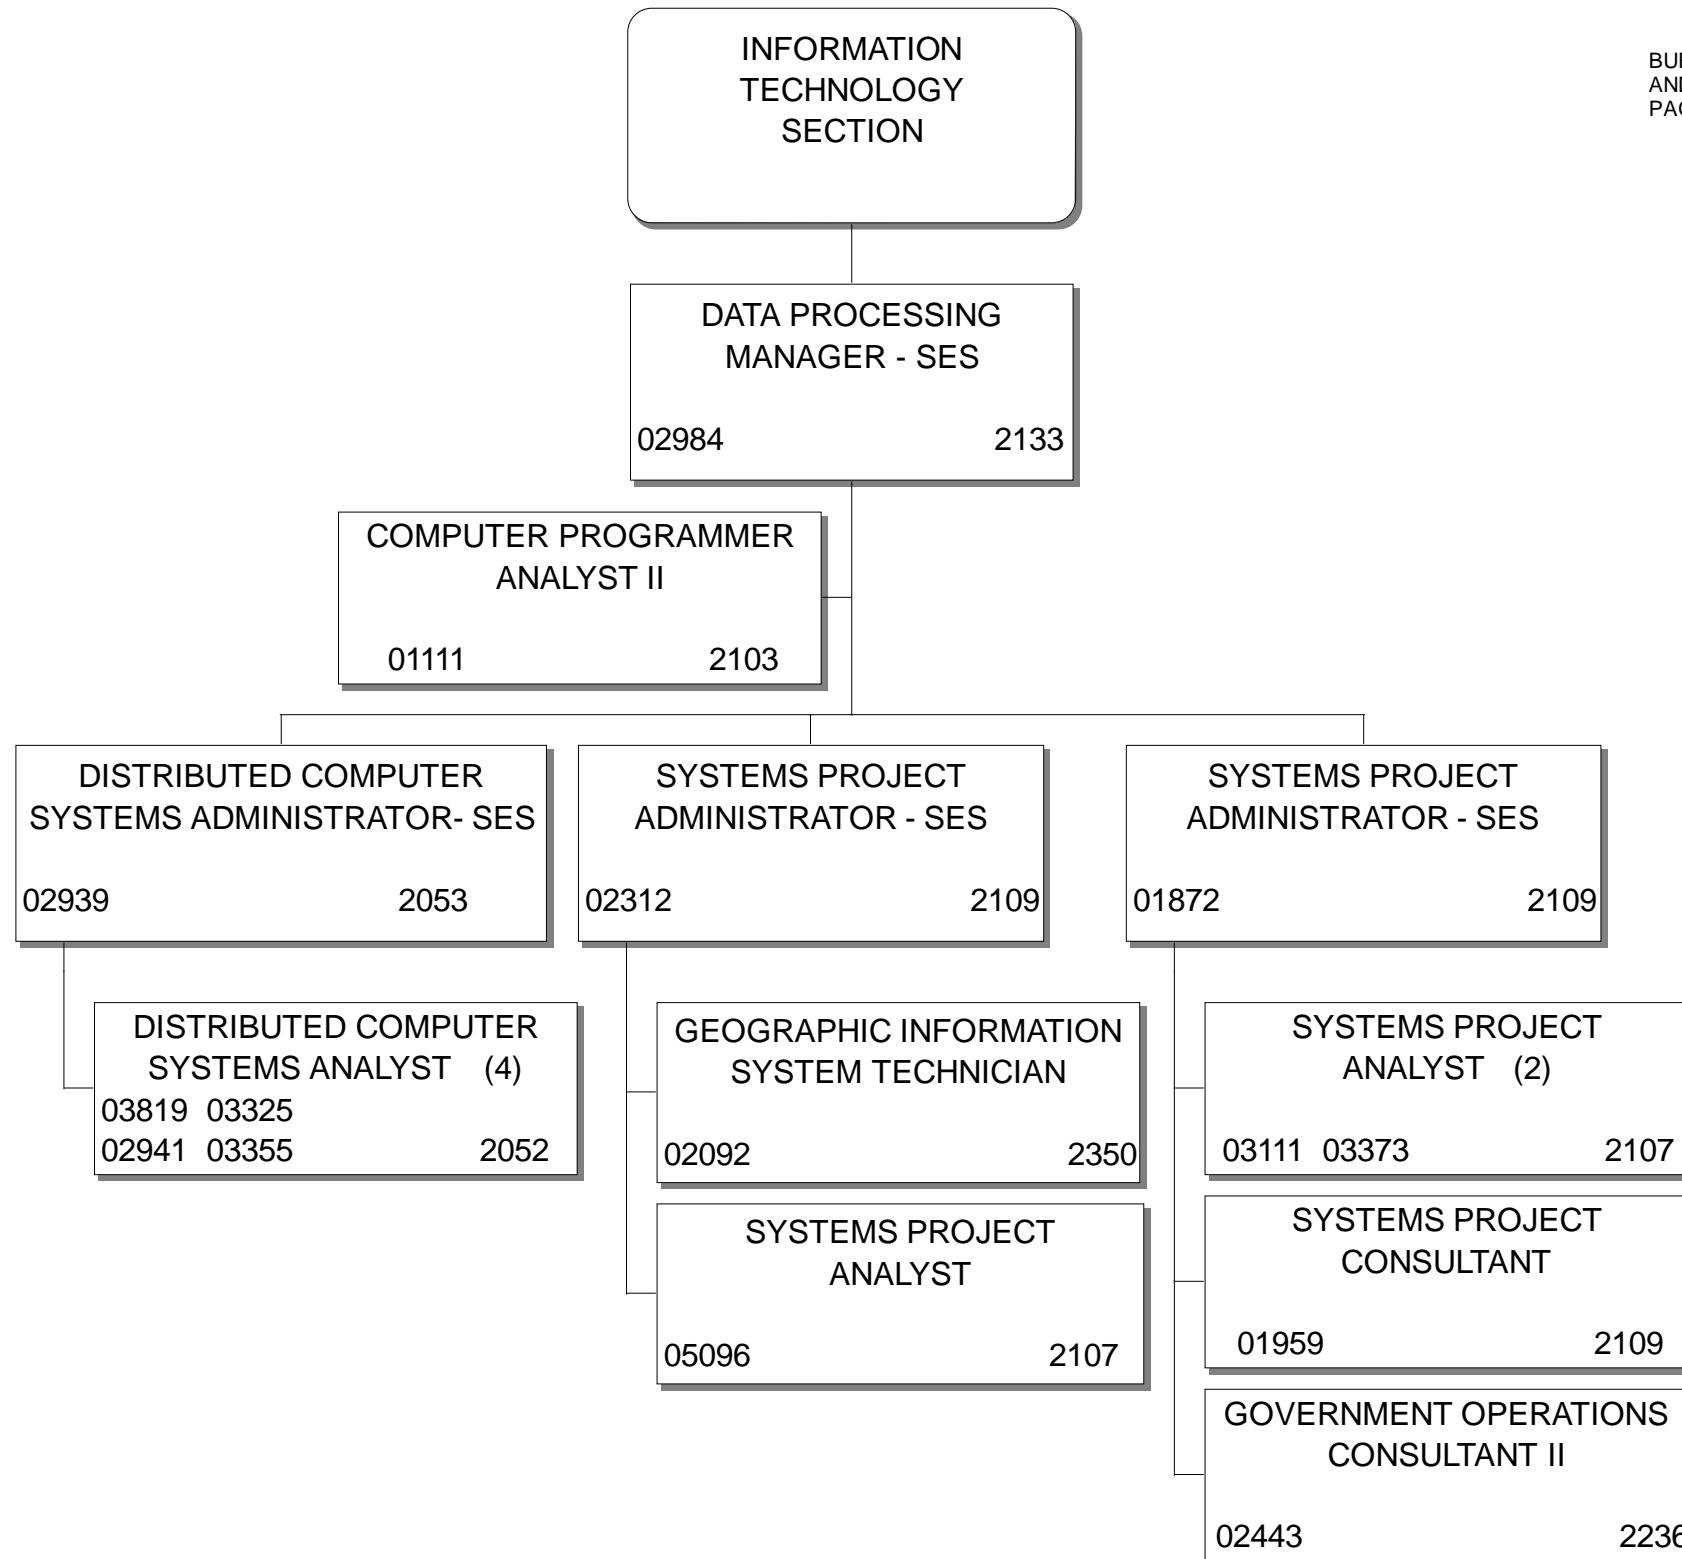 INFORMATION
TECHNOLOGY
SECTION
DATA PROCESSING
MANAGER - SES
02984 2133
COMPUTER PROGRAMMER
ANALYST II
01111 2103
DISTRIBUTED COMPUTER
SYSTEMS ADMINISTRATOR- SES
02939 2053
SYSTEMS PROJECT
ADMINISTRATOR - SES
02312 2109
SYSTEMS PROJECT
ADMINISTRATOR - SES
01872 2109
DISTRIBUTED COMPUTER
SYSTEMS ANALYST (4)
03819 03325
02941 03355 2052
GEOGRAPHIC INFORMATION
SYSTEM TECHNICIAN
02092 2350
SYSTEMS PROJECT
ANALYST
05096 2107
SYSTEMS PROJECT
ANALYST (2)
03111 03373 2107
SYSTEMS PROJECT
CONSULTANT
01959 2109
GOVERNMENT OPERATIONS
CONSULTANT II
02443 2236